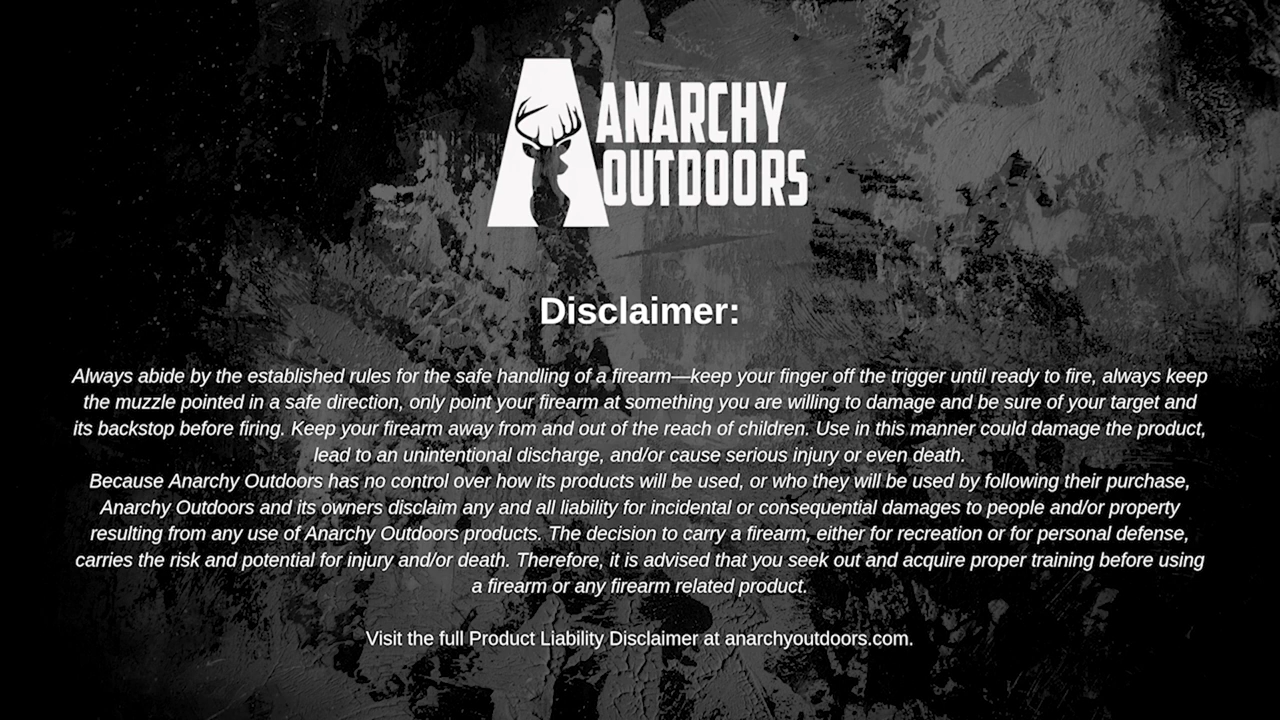 ANARCHY
OUTDOORS
Disclaimer:
Always abide by the established rules for the safe handling of a firearm—keep your finger off the trigger until ready to fire, always keep
the muzzle pointed in a safe direction, only point your firearm at something you are willing to damage and be sure of your target and
its backstop before firing. Keep your firearm away from and out of the reach of children. Use in this manner could damage the product,
lead to an unintentional discharge, and/or cause serious injury or even death.
Because Anarchy Outdoors has no control over how its products will be used, or who they will be used by following their purchase,
Anarchy Outdoors and its owners disclaim any and all liability for incidental or consequential damages to people and/or property
resulting from any use of Anarchy Outdoors products. The decision to carry a firearm, either for recreation or for personal defense,
carries the risk and potential for injury and/or death. Therefore, it is advised that you seek out and acquire proper training before using
a firearm or any firearm related product.
Visit the full Product Liability Disclaimer at anarchyoutdoors.com.